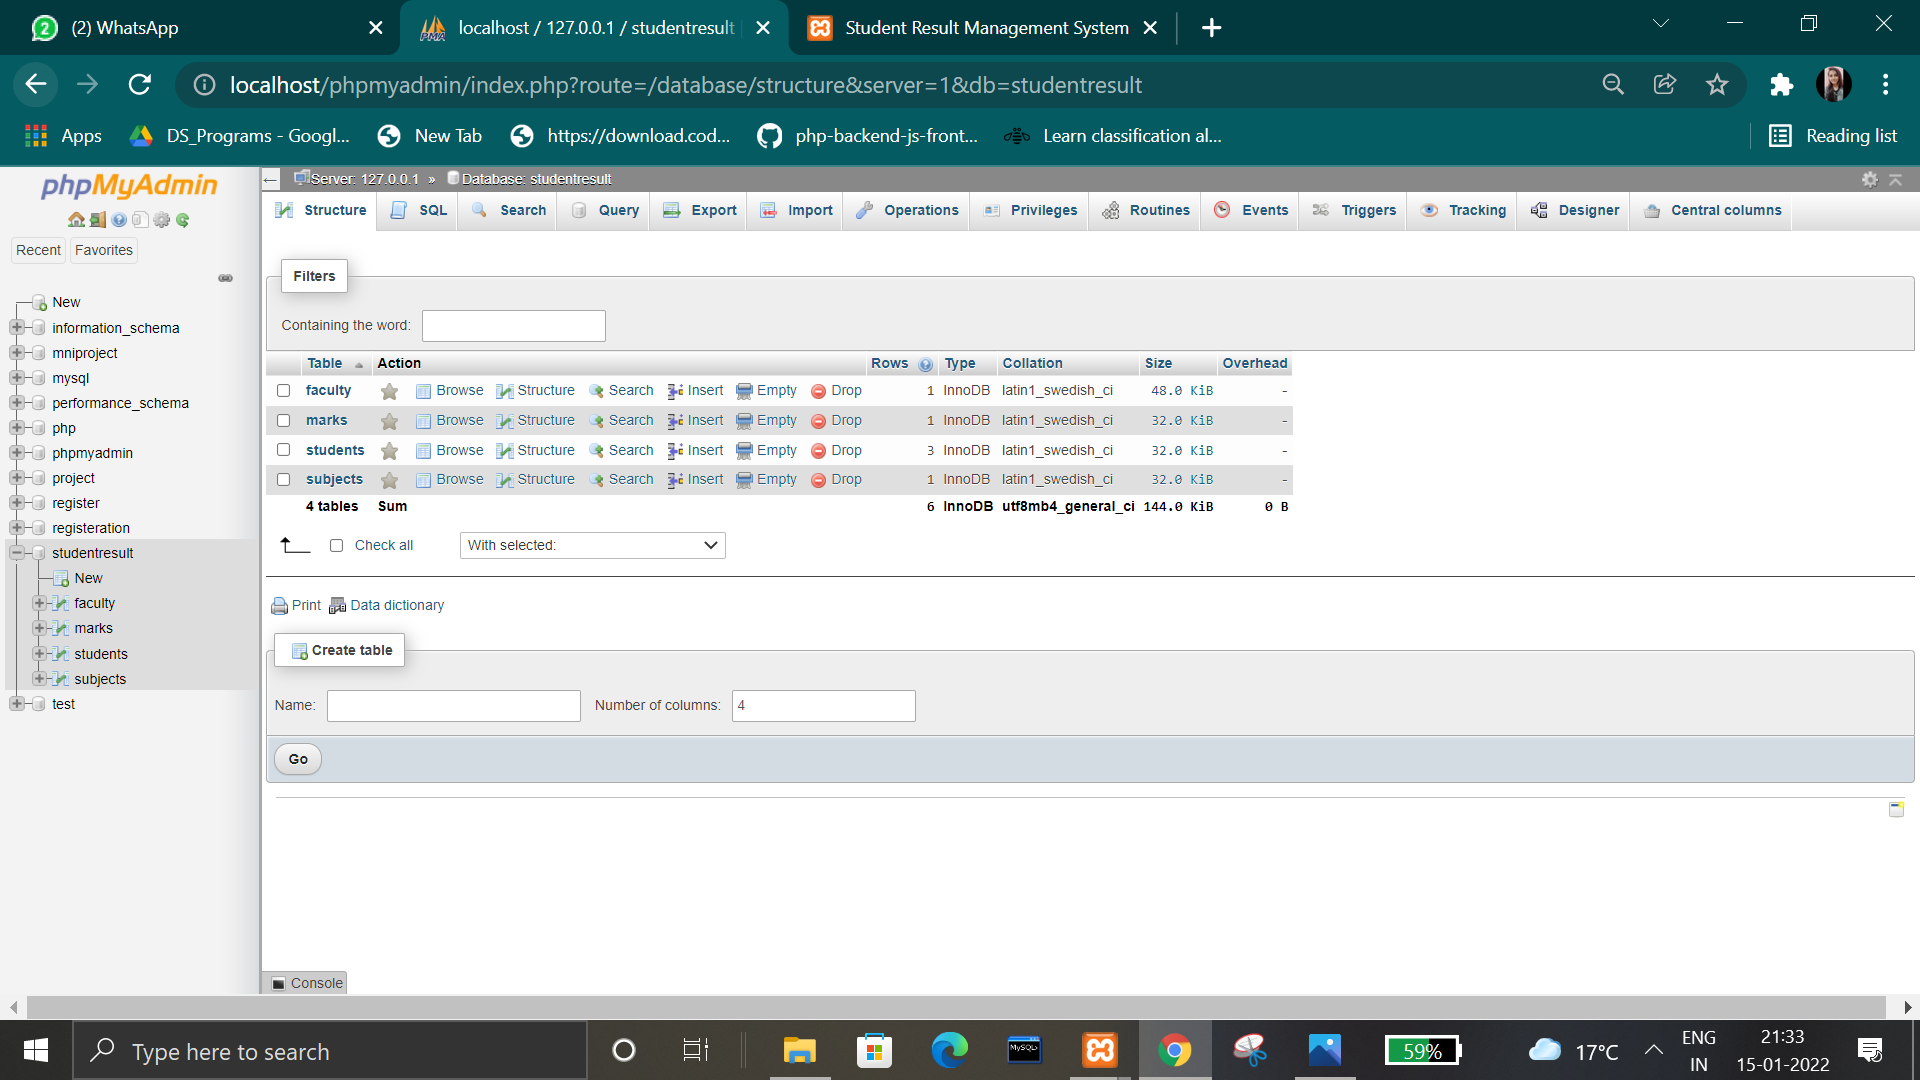 (2) WhatsApp
localhost / 127.0.0.1 / studentresult
Student Result Management System
localhost/phpmyadmin/index.php?route=/database/structure&server=1&db=studentresult
Apps DS_Programs - Googl... New Tab https://download.cod... php-backend-js-front... Learn classification al... Reading list
phpMyAdmin
Recent Favorites
New
information_schema
mniproject
mysql
performance_schema
php
phpmyadmin
project
register
registeration
studentresult
New
faculty
marks
students
subjects
test
Server: 127.0.0.1 » Database: studentresult
Structure SQL Search Query Export Import Operations Privileges Routines Events Triggers Tracking Designer Central columns
Filters
Containing the word:
Table Action Rows Type Collation Size Overhead
faculty Browse Structure Search Insert Empty Drop 1 InnoDB latin1_swedish_ci 48.0 KiB -
marks Browse Structure Search Insert Empty Drop 1 InnoDB latin1_swedish_ci 32.0 KiB -
students Browse Structure Search Insert Empty Drop 3 InnoDB latin1_swedish_ci 32.0 KiB -
subjects Browse Structure Search Insert Empty Drop 1 InnoDB latin1_swedish_ci 32.0 KiB -
4 tables Sum 6 InnoDB utf8mb4_general_ci 144.0 KiB 0 B
Check all With selected:
Print Data dictionary
Create table
Name: Number of columns: 4
Go
Console
Type here to search
MySQL
59%
17°C
ENG
IN
21:33
15-01-2022